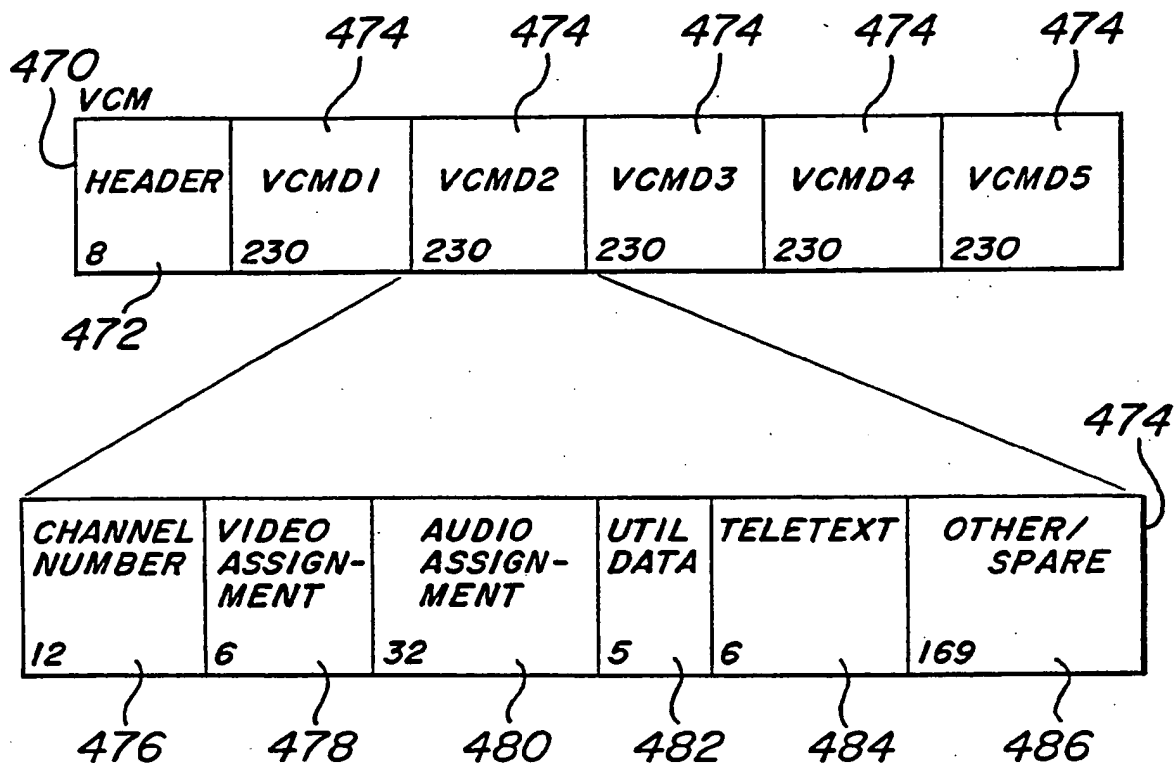 474 474 474 474 474
470
VCM
HEADER VCMD1 VCMD2 VCMD3 VCMD4 VCMD5
8 230 230 230 230 230
472
474
CHANNEL NUMBER
VIDEO ASSIGN-
MENT
AUDIO ASSIGN-
MENT
UTIL DATA
TELETEXT
OTHER/
SPARE
12 6 32 5 6 169
476 478 480 482 484 486